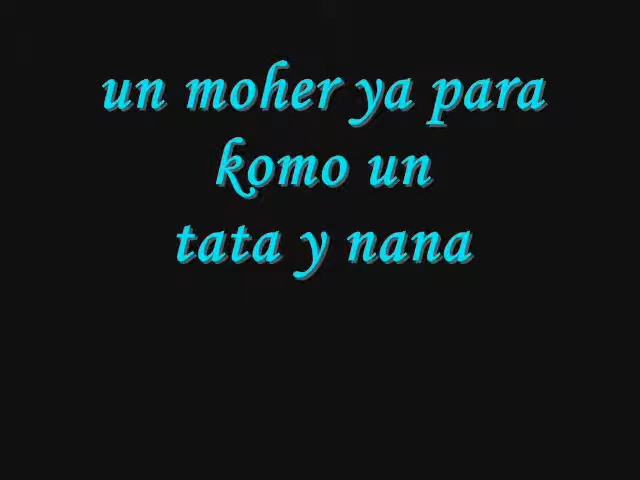 un moher ya para
komo un
tata y nana